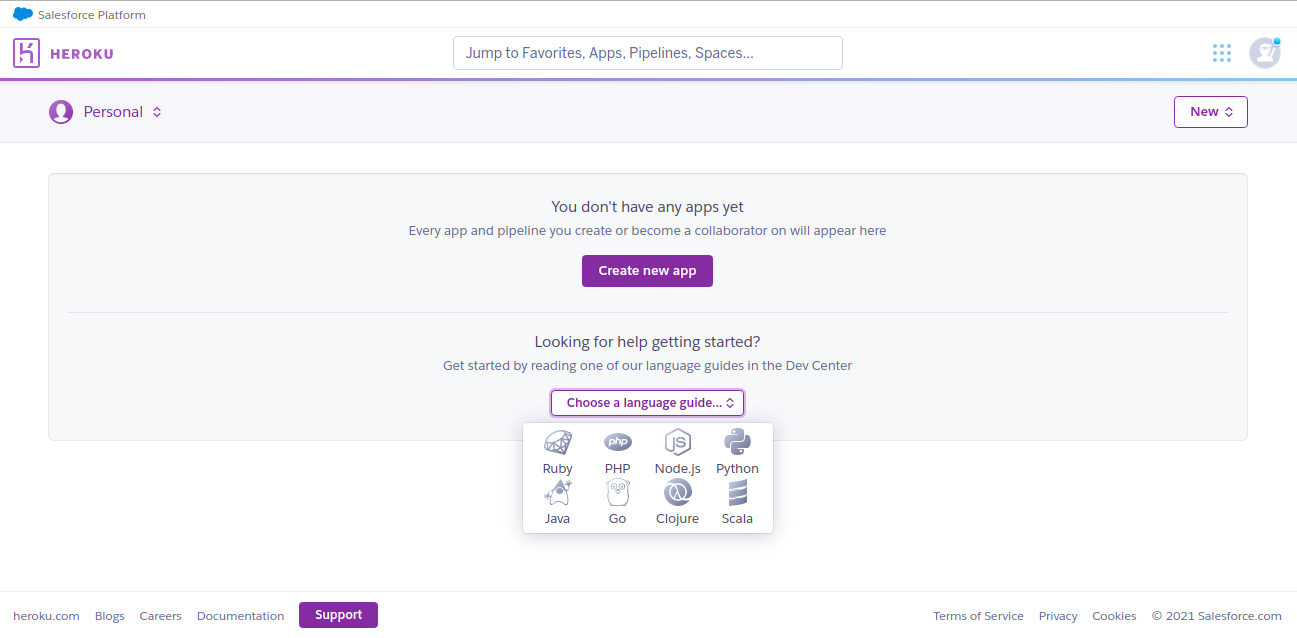 Salesforce Platform
HEROKU
Jump to Favorites, Apps, Pipelines, Spaces...
Personal
New
You don't have any apps yet
Every app and pipeline you create or become a collaborator on will appear here
Create new app
Looking for help getting started?
Get started by reading one of our language guides in the Dev Center
Choose a language guide...
php JS
Ruby PHP Node.js Python
Java Go Clojure Scala
heroku.com Blogs Careers Documentation Support Terms of Service Privacy Cookies © 2021 Salesforce.com